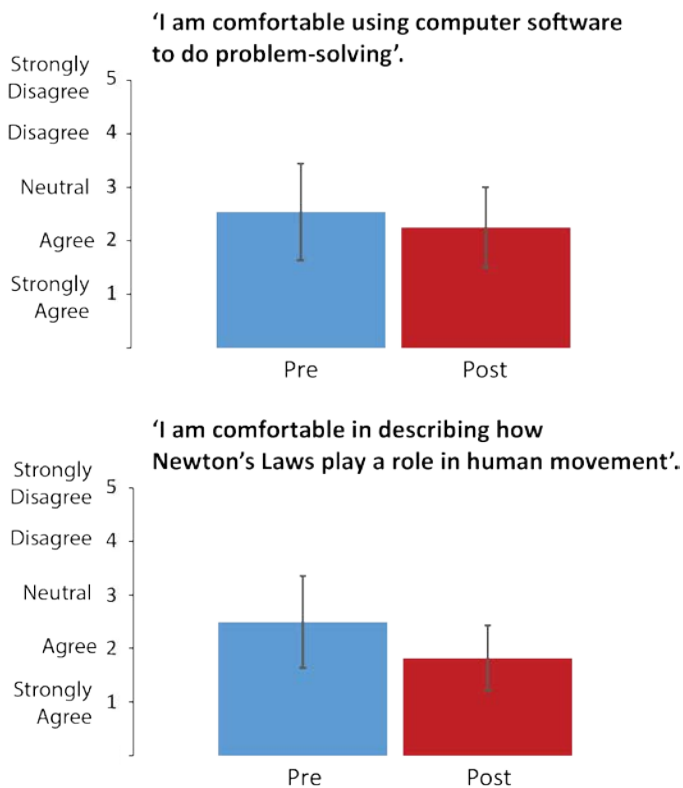 ‘I am comfortable using computer software
to do problem-solving’.
Strongly
Disagree 5
Disagree 4
Neutral 3
Agree 2
Strongly
Agree 1
Pre Post
‘I am comfortable in describing how
Newton’s Laws play a role in human movement’.
Strongly
Disagree 5
Disagree 4
Neutral 3
Agree 2
Strongly
Agree 1
Pre Post